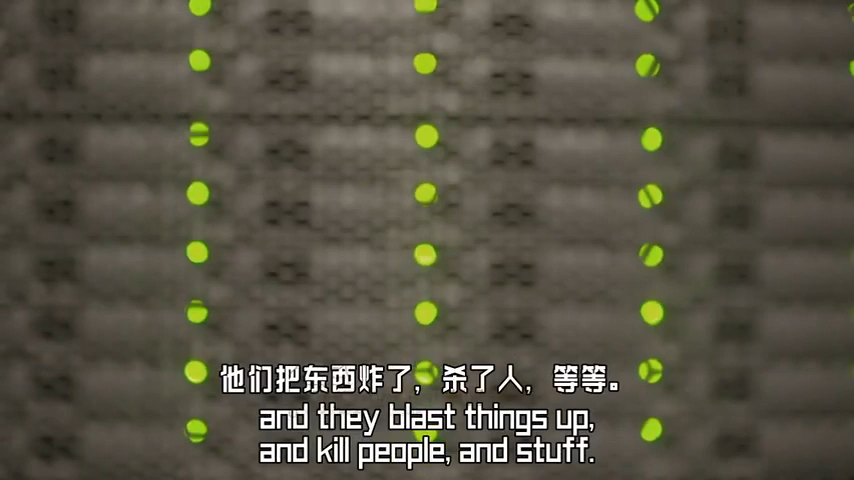 他们把东西炸了，杀了人，等等。
and they blast things up,
and kill people, and stuff.